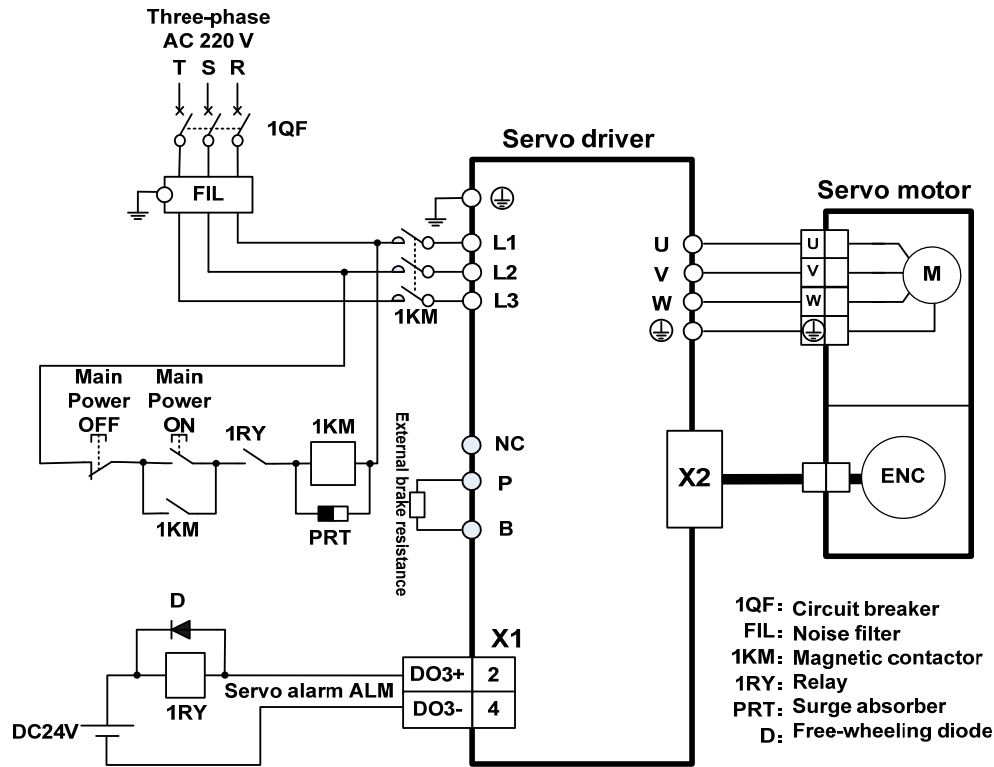 Three-phase
AC 220 V
T S R
1QF
FIL
Servo driver
Servo motor
L1
L2
L3
1KM
U
V
W
U
V
W
M
Main
Power
OFF
Main
Power
ON
1RY
1KM
1KM
PRT
External brake resistance
NC
P
B
X2
ENC
D
1RY
Servo alarm ALM
DC24V
X1
DO3+ 2
DO3- 4
1QF: Circuit breaker
FIL: Noise filter
1KM: Magnetic contactor
1RY: Relay
PRT: Surge absorber
D: Free-wheeling diode